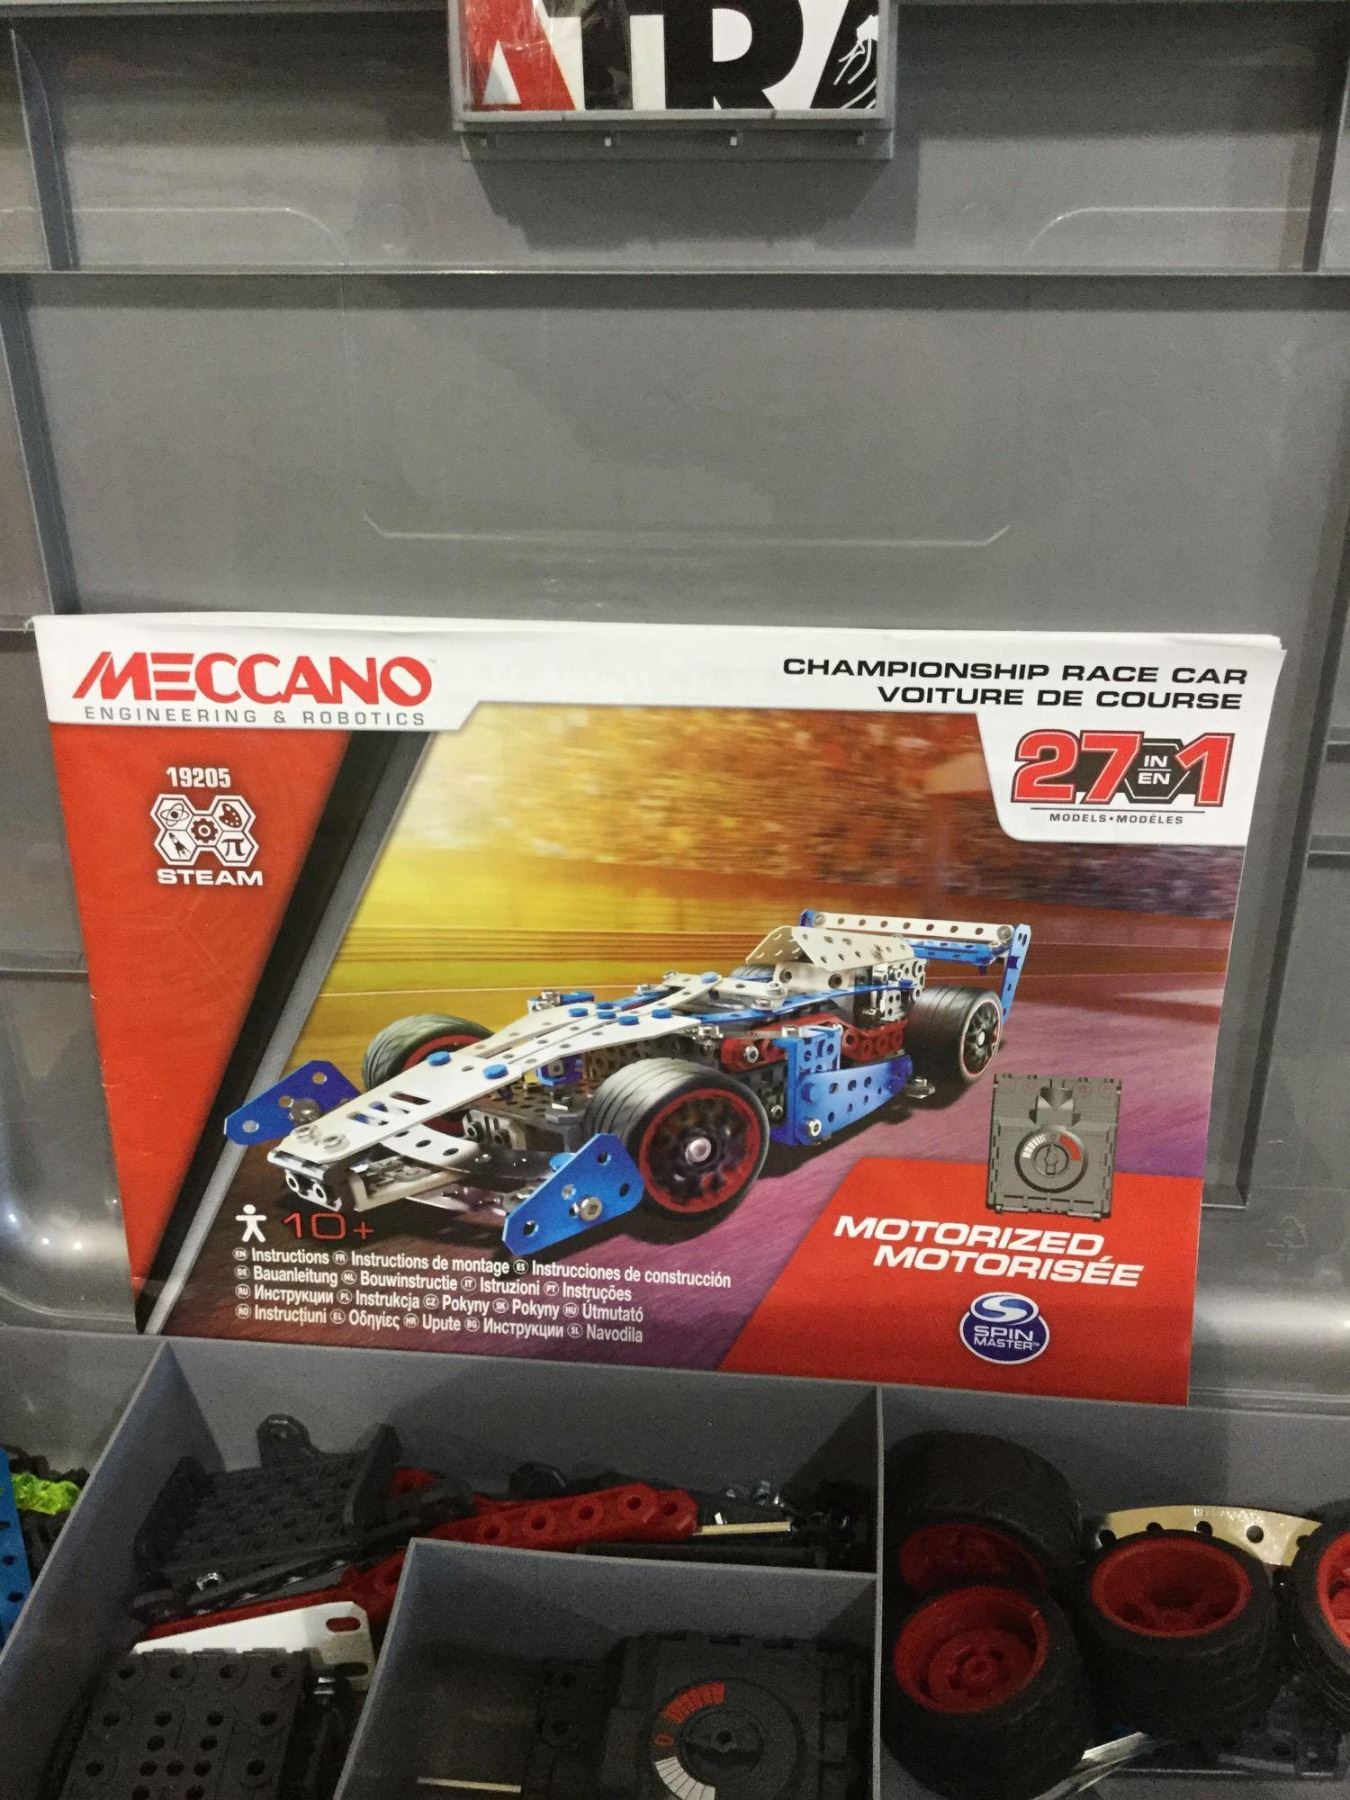 ATRA
MECCANO™
ENGINEERING & ROBOTICS
CHAMPIONSHIP RACE CAR
VOITURE DE COURSE
27 IN EN 1
MODELS•MODÈLES
19205
π
STEAM
10+
EN Instructions FR Instructions de montage ES Instrucciones de construcción
DE Bauanleitung NL Bouwinstructie IT Istruzioni PT Instruções
RU Инструкции PL Instrukcja CZ Pokyny SK Pokyny HU Útmutató
RO Instrucțiuni EL Οδηγίες HR Upute BG Инструкции SL Navodila
MOTORIZED
MOTORISÉE
SPIN
MASTER™